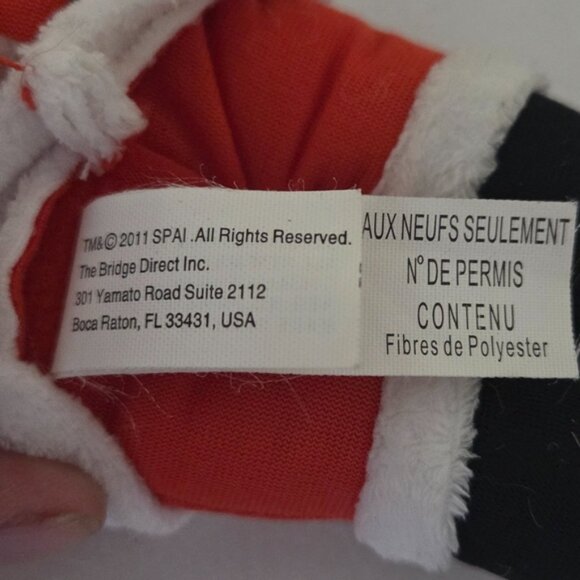 TM&© 2011 SPAI .All Rights Reserved.
The Bridge Direct Inc.
301 Yamato Road Suite 2112
Boca Raton, FL 33431, USA
AUX NEUFS SEULEMENT
N° DE PERMIS
CONTENU
Fibres de Polyester